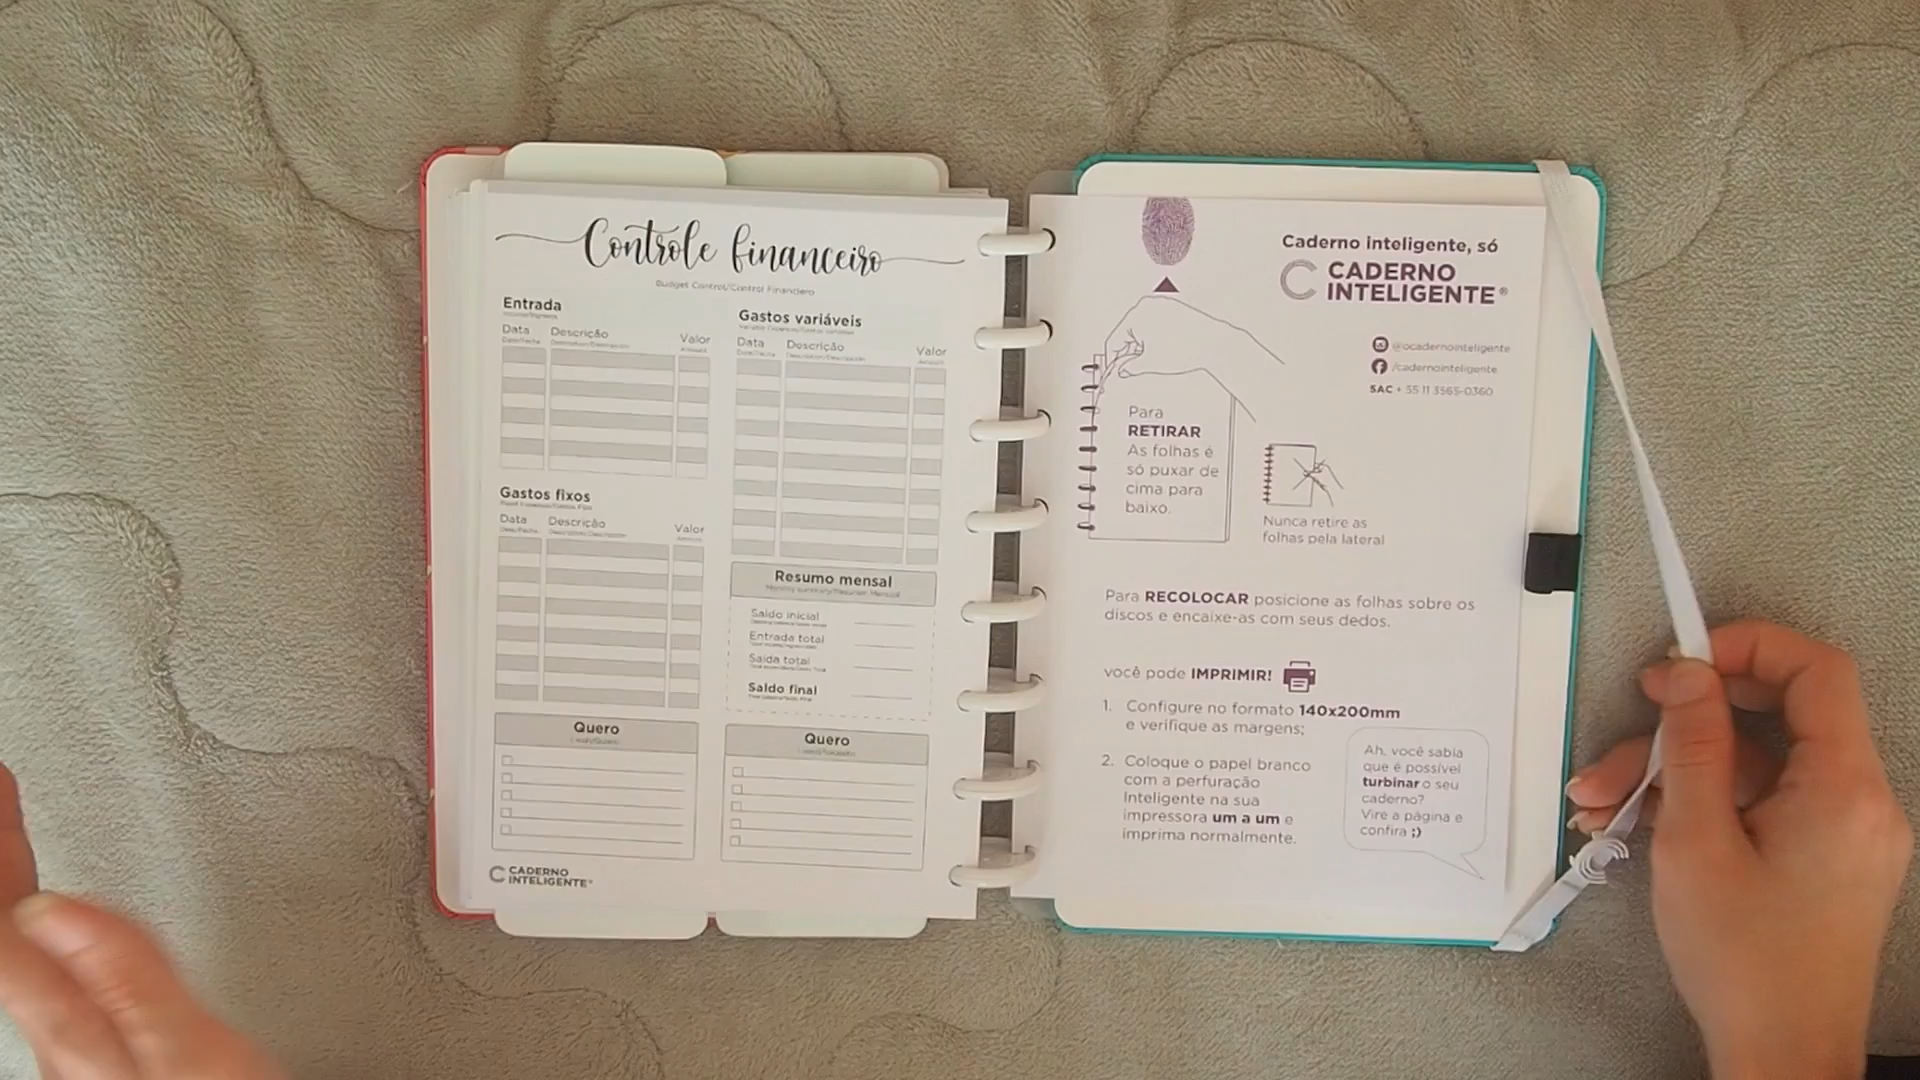 Controle financeiro
Budget Control/Control Financiero
Entrada
Data Descrição Valor
Gastos fixos
Data Descrição Valor
Quero
Gastos variáveis
Data Descrição Valor
Resumo mensal
Monthly summary/Resumen Mensual
Saldo inicial
Entrada total
Saída total
Saldo final
Quero
CADERNO
INTELIGENTE®
Caderno inteligente, só
CADERNO
INTELIGENTE®
@ocadernointeligente
/cadernointeligente
SAC + 55 11 3565-0360
Para
RETIRAR
As folhas é
só puxar de
cima para
baixo.
Nunca retire as
folhas pela lateral
Para RECOLOCAR posicione as folhas sobre os
discos e encaixe-as com seus dedos.
você pode IMPRIMIR!
1. Configure no formato 140x200mm
e verifique as margens;
2. Coloque o papel branco
com a perfuração
Inteligente na sua
impressora um a um e
imprima normalmente.
Ah, você sabia
que é possível
turbinar o seu
caderno?
Vire a página e
confira ;)